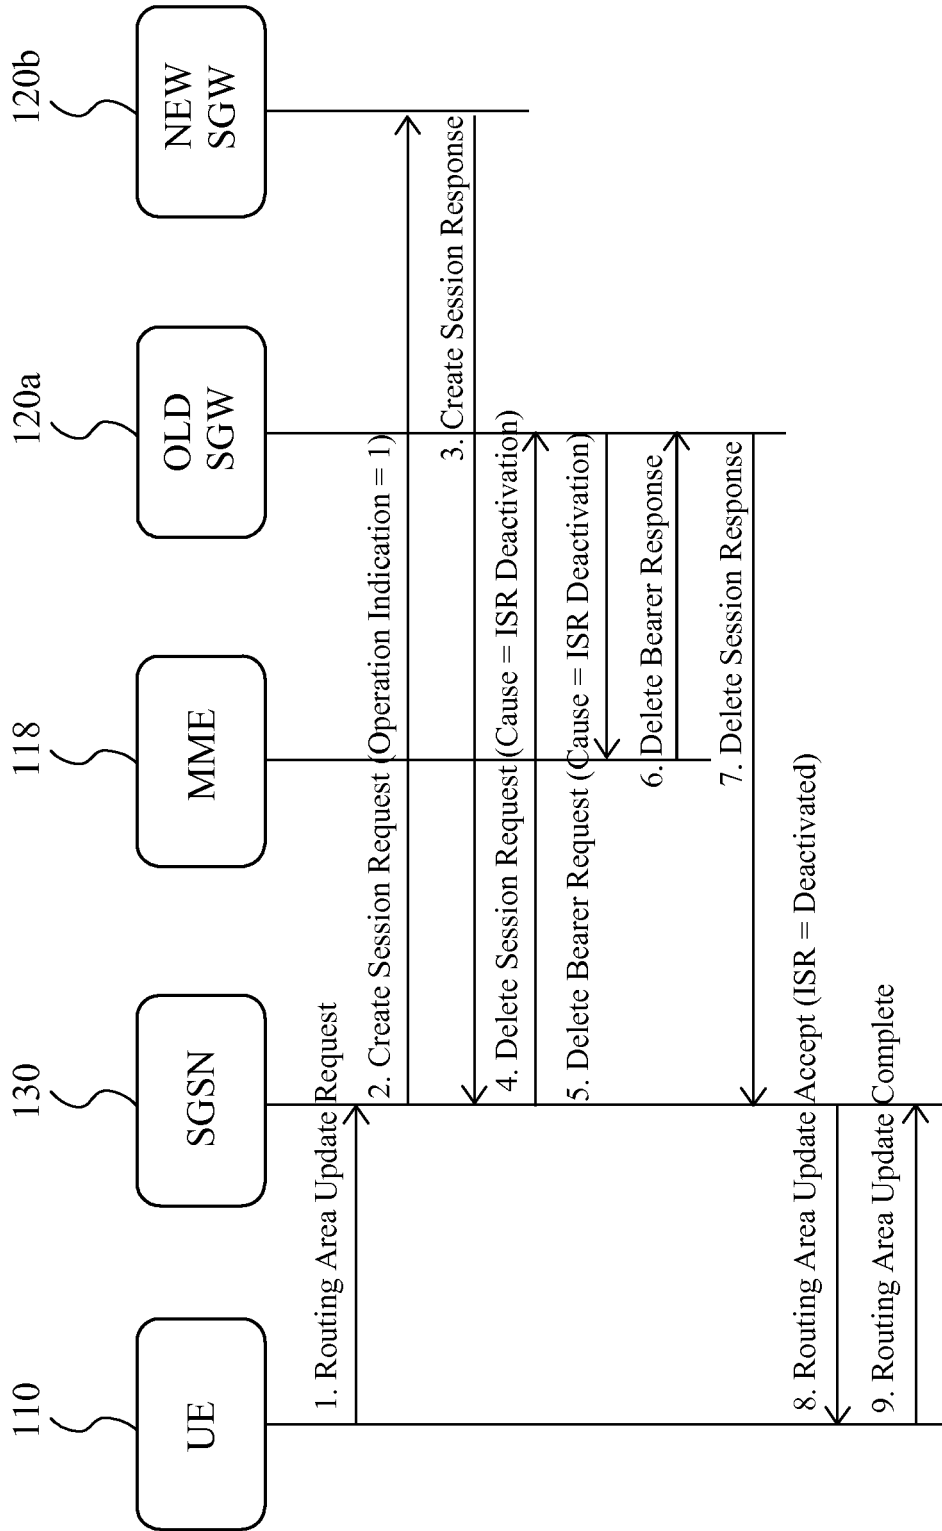 110
130
118
120a
120b
UE
SGSN
MME
OLD
SGW
NEW
SGW
1. Routing Area Update Request
2. Create Session Request (Operation Indication = 1)
3. Create Session Response
4. Delete Session Request (Cause = ISR Deactivation)
5. Delete Bearer Request (Cause = ISR Deactivation)
6. Delete Bearer Response
7. Delete Session Response
8. Routing Area Update Accept (ISR = Deactivated)
9. Routing Area Update Complete